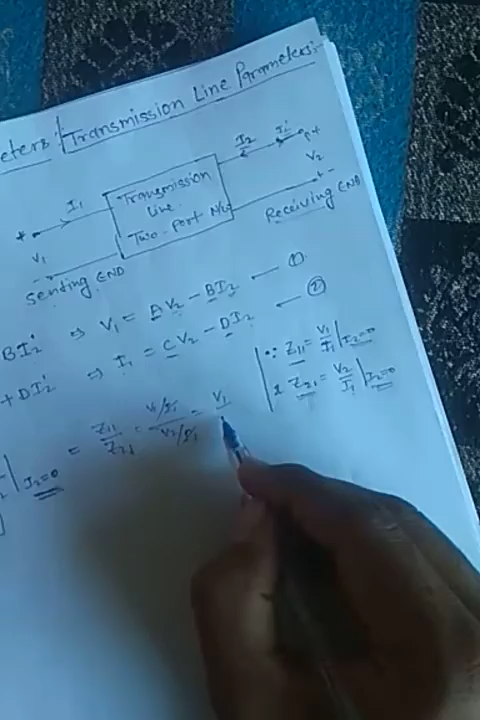 eters:
Transmission Line Parameters:-
I1
I2
I2'
+
V2
-
Transmission
Line
Two-Port N/W
V1
Sending END
Receiving END
BI2' ⇒ V1 = AV2 - BI2 — ①
+ DI2' ⇒ I1 = CV2 - DI2 — ②
∵ Z11 = V1/I1 | I2=0
& Z21 = V2/I1 | I2=0
| I2=0 = Z11/Z21 = V1/I1 / V2/I1 = V1